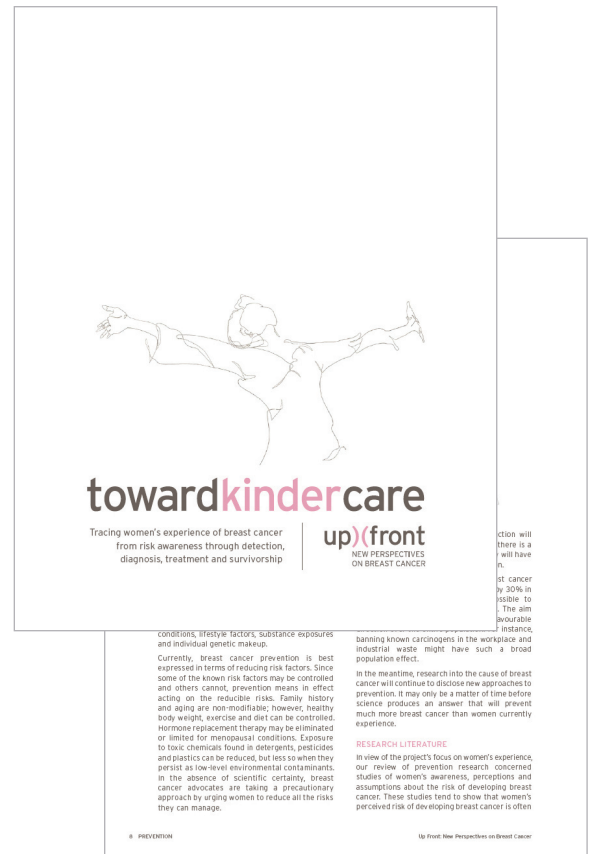 towardkindercare
Tracing women's experience of breast cancer
from risk awareness through detection,
diagnosis, treatment and survivorship
up)(front
NEW PERSPECTIVES
ON BREAST CANCER
conditions, lifestyle factors, substance exposures
and individual genetic makeup.
Currently, breast cancer prevention is best
expressed in terms of reducing risk factors. Since
some of the known risk factors may be controlled
and others cannot, prevention means in effect
acting on the reducible risks. Family history
and aging are non-modifiable; however, healthy
body weight, exercise and diet can be controlled.
Hormone replacement therapy may be eliminated
or limited for menopausal conditions. Exposure
to toxic chemicals found in detergents, pesticides
and plastics can be reduced, but less so when they
persist as low-level environmental contaminants.
In the absence of scientific certainty, breast
cancer advocates are taking a precautionary
approach by urging women to reduce all the risks
they can manage.
will
there is a
will have
cancer
by 30% in
to
. The aim
instance,
banning known carcinogens in the workplace and
industrial waste might have such a broad
population effect.
In the meantime, research into the cause of breast
cancer will continue to disclose new approaches to
prevention. It may only be a matter of time before
science produces an answer that will prevent
much more breast cancer than women currently
experience.
RESEARCH LITERATURE
In view of the project's focus on women's experience,
our review of prevention research concerned
studies of women's awareness, perceptions and
assumptions about the risk of developing breast
cancer. These studies tend to show that women's
perceived risk of developing breast cancer is often
8 PREVENTION
Up Front: New Perspectives on Breast Cancer